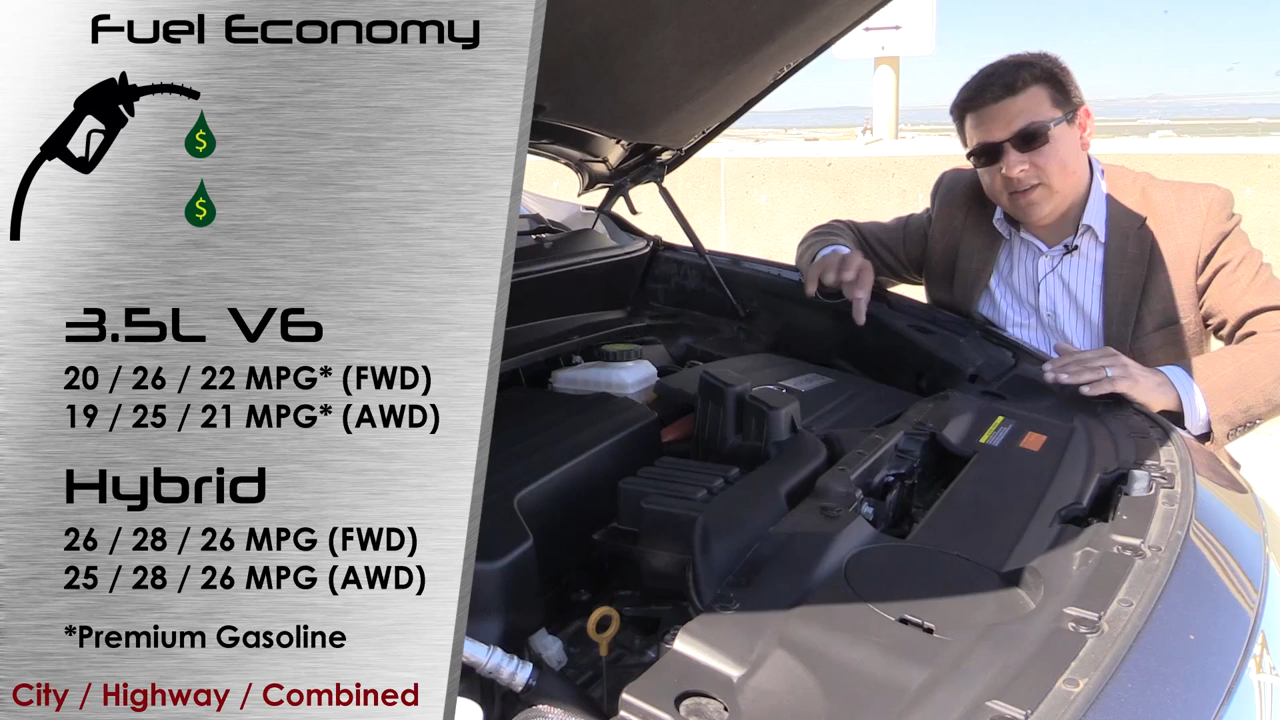 Fuel Economy
$
$
3.5L V6
20 / 26 / 22 MPG* (FWD)
19 / 25 / 21 MPG* (AWD)
Hybrid
26 / 28 / 26 MPG (FWD)
25 / 28 / 26 MPG (AWD)
*Premium Gasoline
City / Highway / Combined